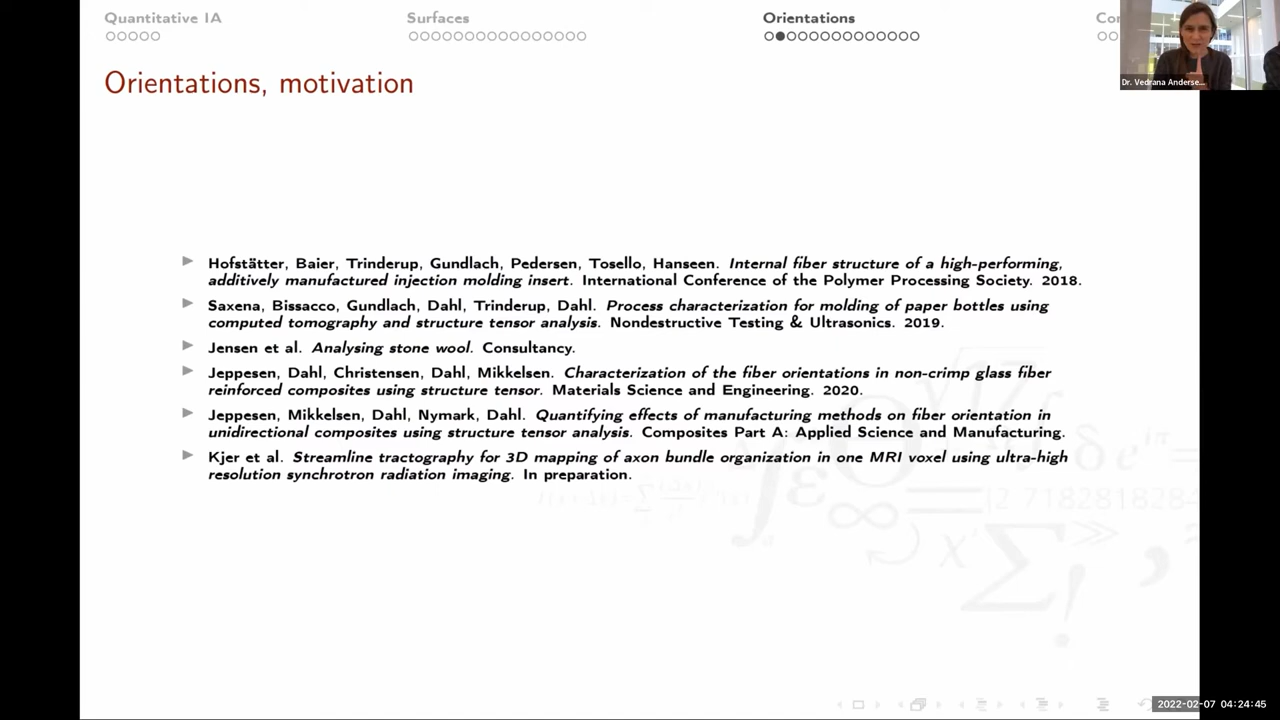 Quantitative IA
Surfaces
Orientations
Dr. Vedrana Anderse...
Orientations, motivation
Hofstätter, Baier, Trinderup, Gundlach, Pedersen, Tosello, Hanseen. Internal fiber structure of a high-performing,
additively manufactured injection molding insert. International Conference of the Polymer Processing Society. 2018.
Saxena, Bissacco, Gundlach, Dahl, Trinderup, Dahl. Process characterization for molding of paper bottles using
computed tomography and structure tensor analysis. Nondestructive Testing & Ultrasonics. 2019.
Jensen et al. Analysing stone wool. Consultancy.
Jeppesen, Dahl, Christensen, Dahl, Mikkelsen. Characterization of the fiber orientations in non-crimp glass fiber
reinforced composites using structure tensor. Materials Science and Engineering. 2020.
Jeppesen, Mikkelsen, Dahl, Nymark, Dahl. Quantifying effects of manufacturing methods on fiber orientation in
unidirectional composites using structure tensor analysis. Composites Part A: Applied Science and Manufacturing.
Kjer et al. Streamline tractography for 3D mapping of axon bundle organization in one MRI voxel using ultra-high
resolution synchrotron radiation imaging. In preparation.
2022-02-07 04:24:45